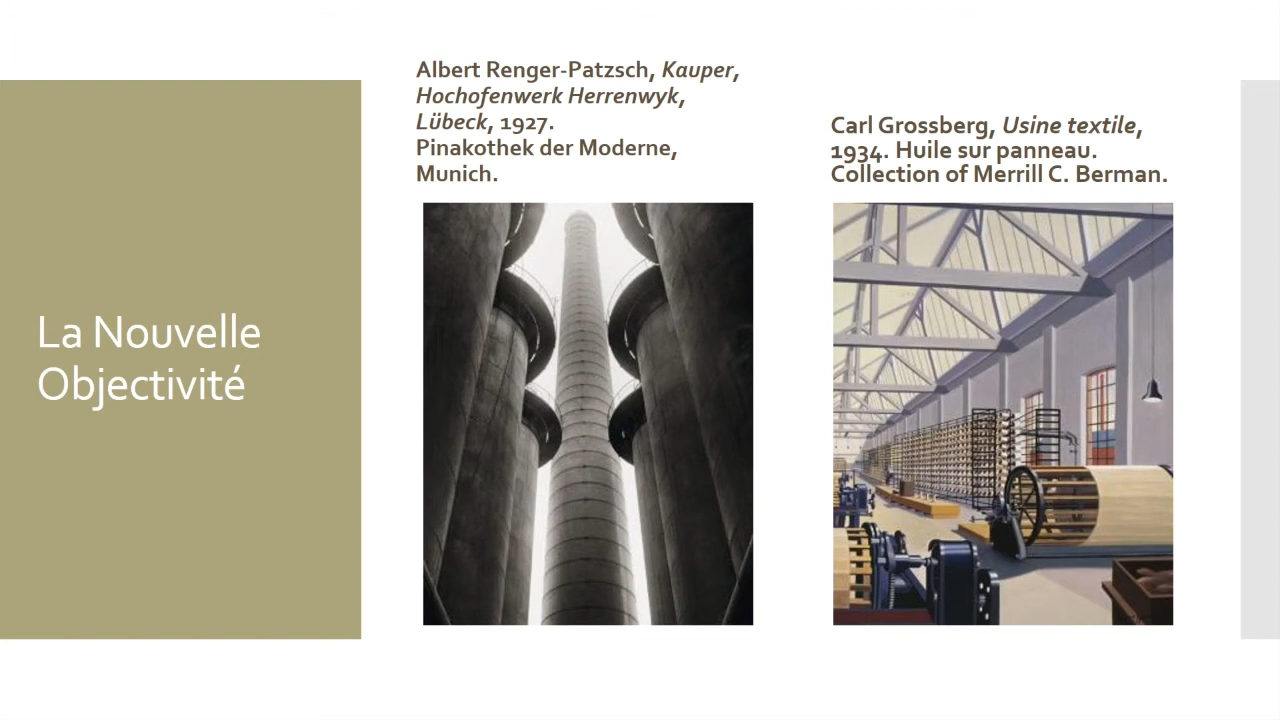 La Nouvelle
Objectivité
Albert Renger-Patzsch, Kauper,
Hochofenwerk Herrenwyk,
Lübeck, 1927.
Pinakothek der Moderne,
Munich.
Carl Grossberg, Usine textile,
1934. Huile sur panneau.
Collection of Merrill C. Berman.